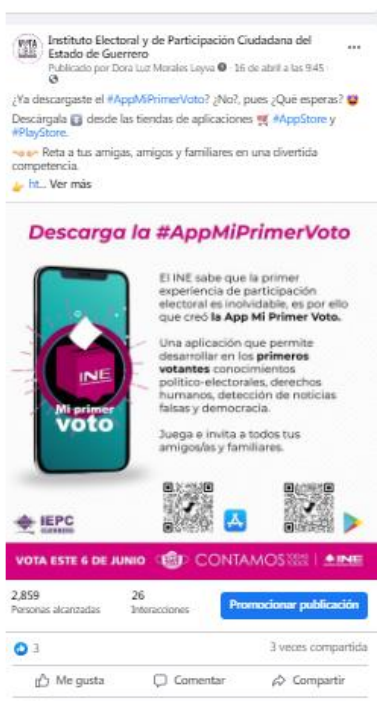 Instituto Electoral y de Participación Ciudadana del
Estado de Guerrero
Publicado por Dora Luz Morales Leyva · 16 de abril a las 9:45 ·
¿Ya descargaste el #AppMiPrimerVoto? ¿No?, pues ¿Qué esperas?
Descárgala desde las tiendas de aplicaciones #AppStore y
#PlayStore.
Reta a tus amigas, amigos y familiares en una divertida
competencia.
ht... Ver más
Descarga la #AppMiPrimerVoto
El INE sabe que la primer
experiencia de participación
electoral es inolvidable, es por ello
que creó la App Mi Primer Voto.
Una aplicación que permite
desarrollar en los primeros
votantes conocimientos
político-electorales, derechos
humanos, detección de noticias
falsas y democracia.
Juega e invita a todos tus
amigos/as y familiares.
INE
Mi primer
voto
IEPC
GUERRERO
VOTA ESTE 6 DE JUNIO CONTAMOS TODAS TODOS | INE
2,859
Personas alcanzadas
26
Interacciones
Promocionar publicación
3
3 veces compartida
Me gusta Comentar Compartir